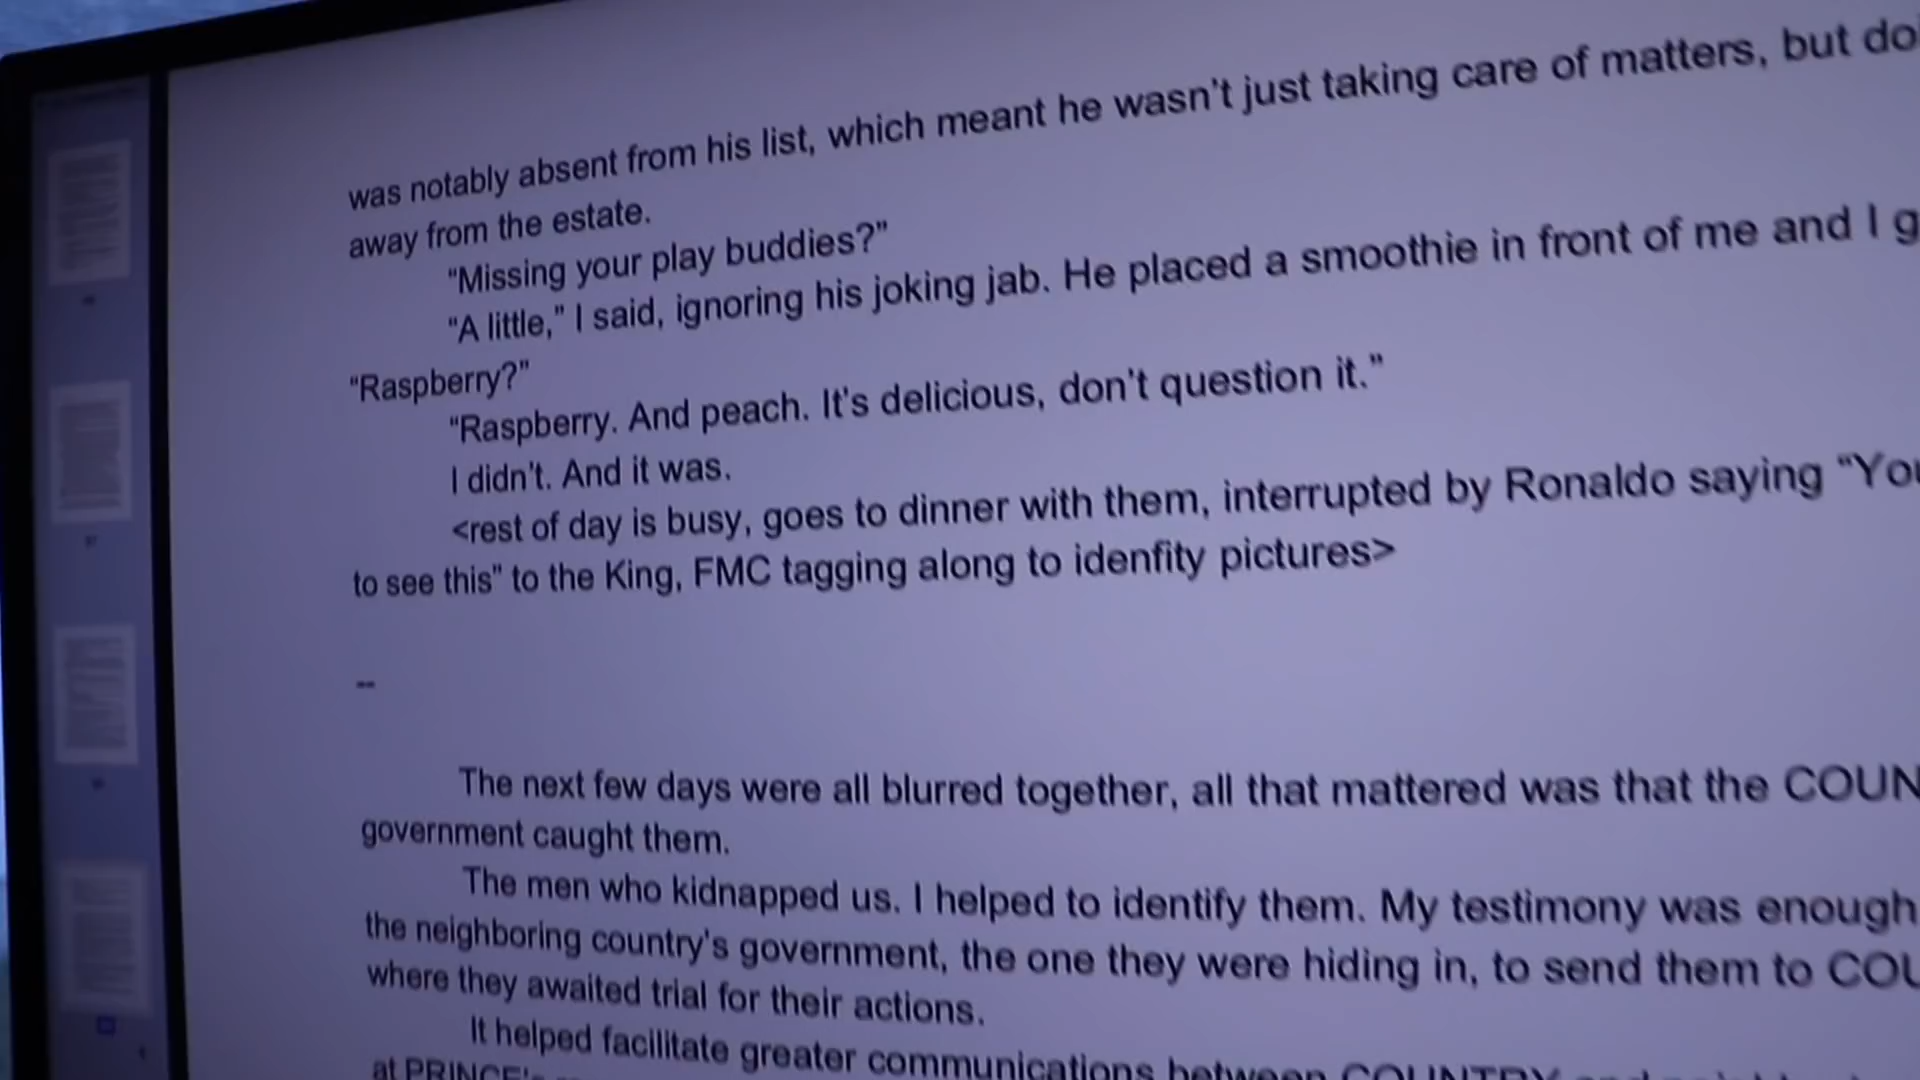 was notably absent from his list, which meant he wasn't just taking care of matters, but
away from the estate.
“Missing your play buddies?”
“A little,” I said, ignoring his joking jab. He placed a smoothie in front of me and I
“Raspberry?”
“Raspberry. And peach. It's delicious, don't question it.”
I didn't. And it was.
<rest of day is busy, goes to dinner with them, interrupted by Ronaldo saying “You
to see this” to the King, FMC tagging along to idenfity pictures>
--
The next few days were all blurred together, all that mattered was that the COUN
government caught them.
The men who kidnapped us. I helped to identify them. My testimony was enough
the neighboring country's government, the one they were hiding in, to send them to COU
where they awaited trial for their actions.
It helped facilitate greater communications between COUNTRY
at PRINCE's